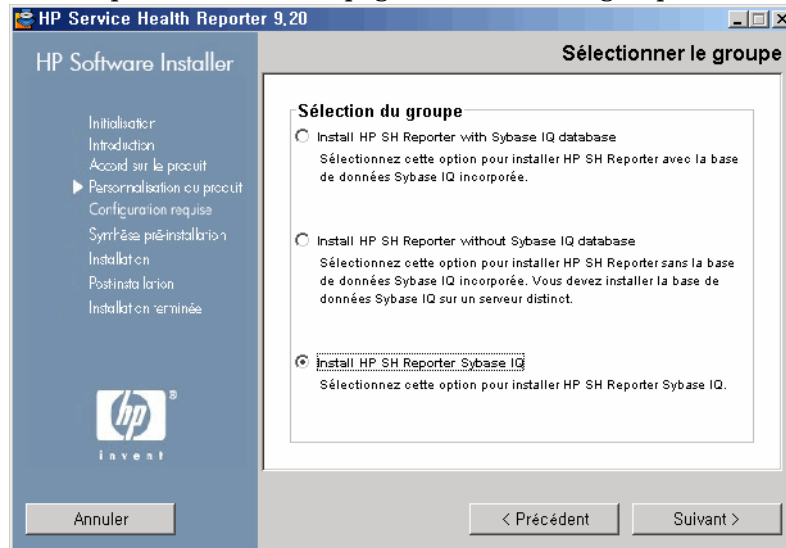 HP Service Health Reporter 9,20
HP Software Installer
Sélectionner le groupe
Initialisation
Introduction
Accord sur le produit
Personnalisation du produit
Configuration requise
Synthèse pré-installation
Installation
Postinstallation
Installation terminée
hp
®
invent
Sélection du groupe
Install HP SH Reporter with Sybase IQ database
Sélectionnez cette option pour installer HP SH Reporter avec la base
de données Sybase IQ incorporée.
Install HP SH Reporter without Sybase IQ database
Sélectionnez cette option pour installer HP SH Reporter sans la base
de données Sybase IQ incorporée. Vous devez installer la base de
données Sybase IQ sur un serveur distinct.
Install HP SH Reporter Sybase IQ
Sélectionnez cette option pour installer HP SH Reporter Sybase IQ.
Annuler
< Précédent
Suivant >